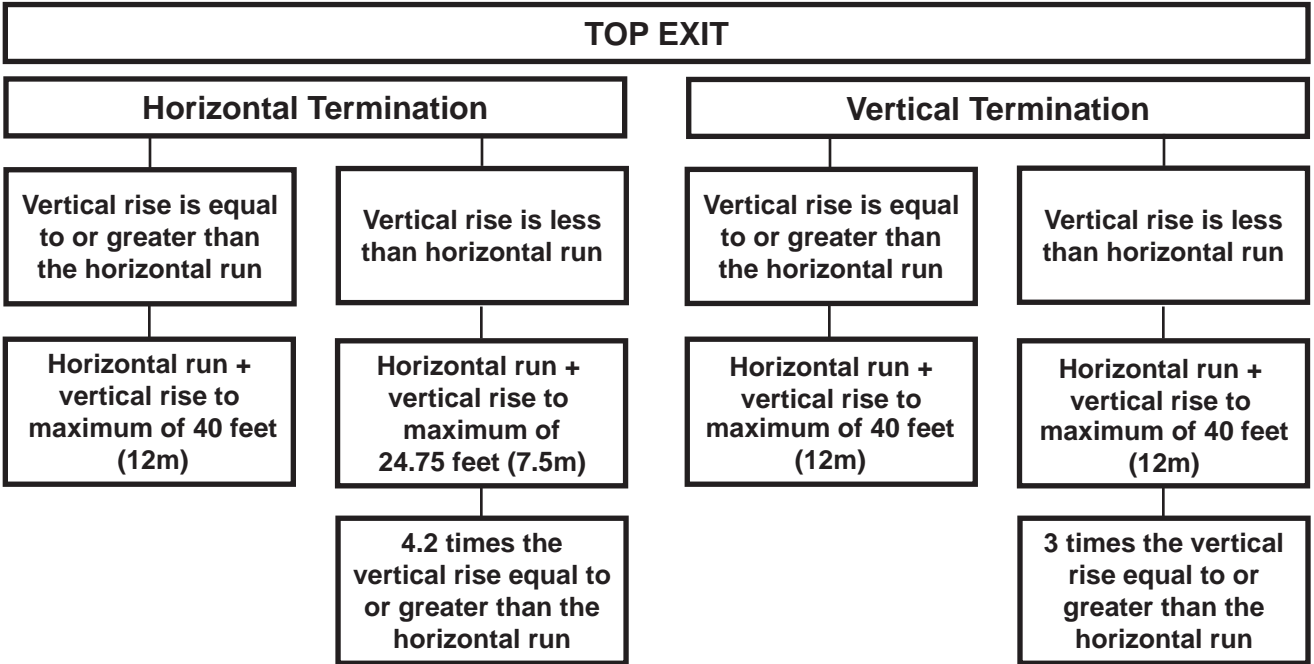 TOP EXIT
Horizontal Termination
Vertical Termination
Vertical rise is equal
to or greater than
the horizontal run
Vertical rise is less
than horizontal run
Vertical rise is equal
to or greater than
the horizontal run
Vertical rise is less
than horizontal run
Horizontal run +
vertical rise to
maximum of 40 feet
(12m)
Horizontal run +
vertical rise to
maximum of
24.75 feet (7.5m)
Horizontal run +
vertical rise to
maximum of 40 feet
(12m)
Horizontal run +
vertical rise to
maximum of 40 feet
(12m)
4.2 times the
vertical rise equal to
or greater than the
horizontal run
3 times the vertical
rise equal to or
greater than the
horizontal run